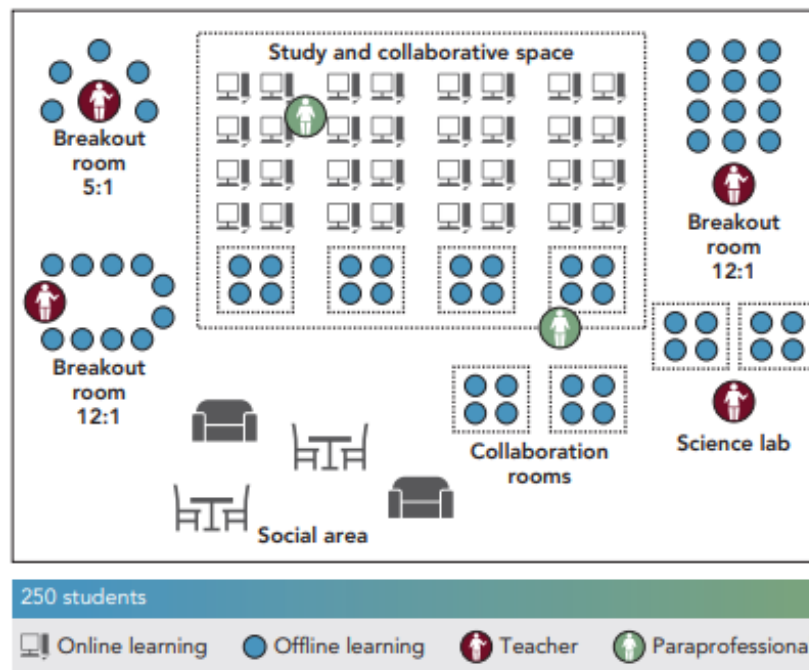 Study and collaborative space
Breakout
room
5:1
Breakout
room
12:1
Breakout
room
12:1
Science lab
Collaboration
rooms
Social area
250 students
Online learning
Offline learning
Teacher
Paraprofessional